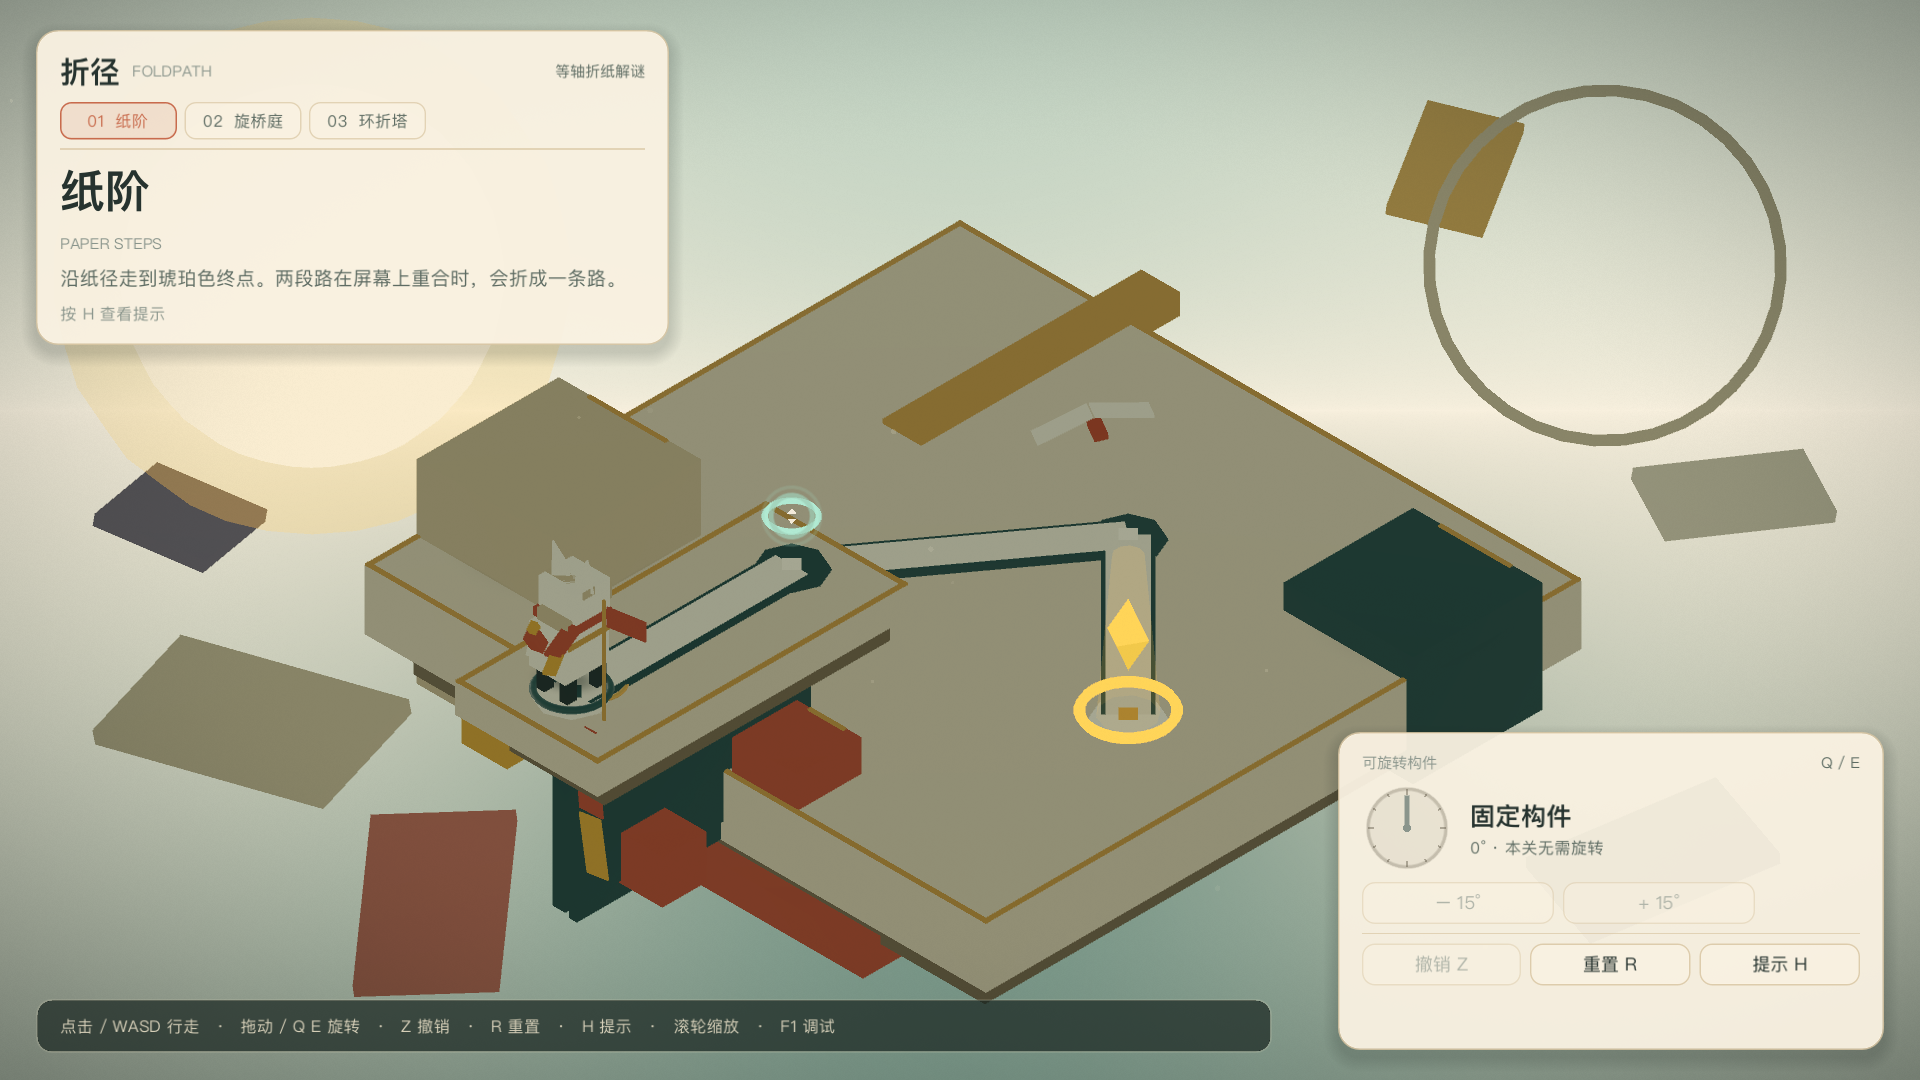 折径 FOLDPATH 等轴折纸解谜
01 纸阶 02 旋桥庭 03 环折塔
纸阶
PAPER STEPS
沿纸径走到琥珀色终点。两段路在屏幕上重合时，会折成一条路。
按 H 查看提示
可旋转构件 Q / E
固定构件
0° · 本关无需旋转
— 15° + 15°
撤销 Z 重置 R 提示 H
点击 / WASD 行走 · 拖动 / Q E 旋转 · Z 撤销 · R 重置 · H 提示 · 滚轮缩放 · F1 调试